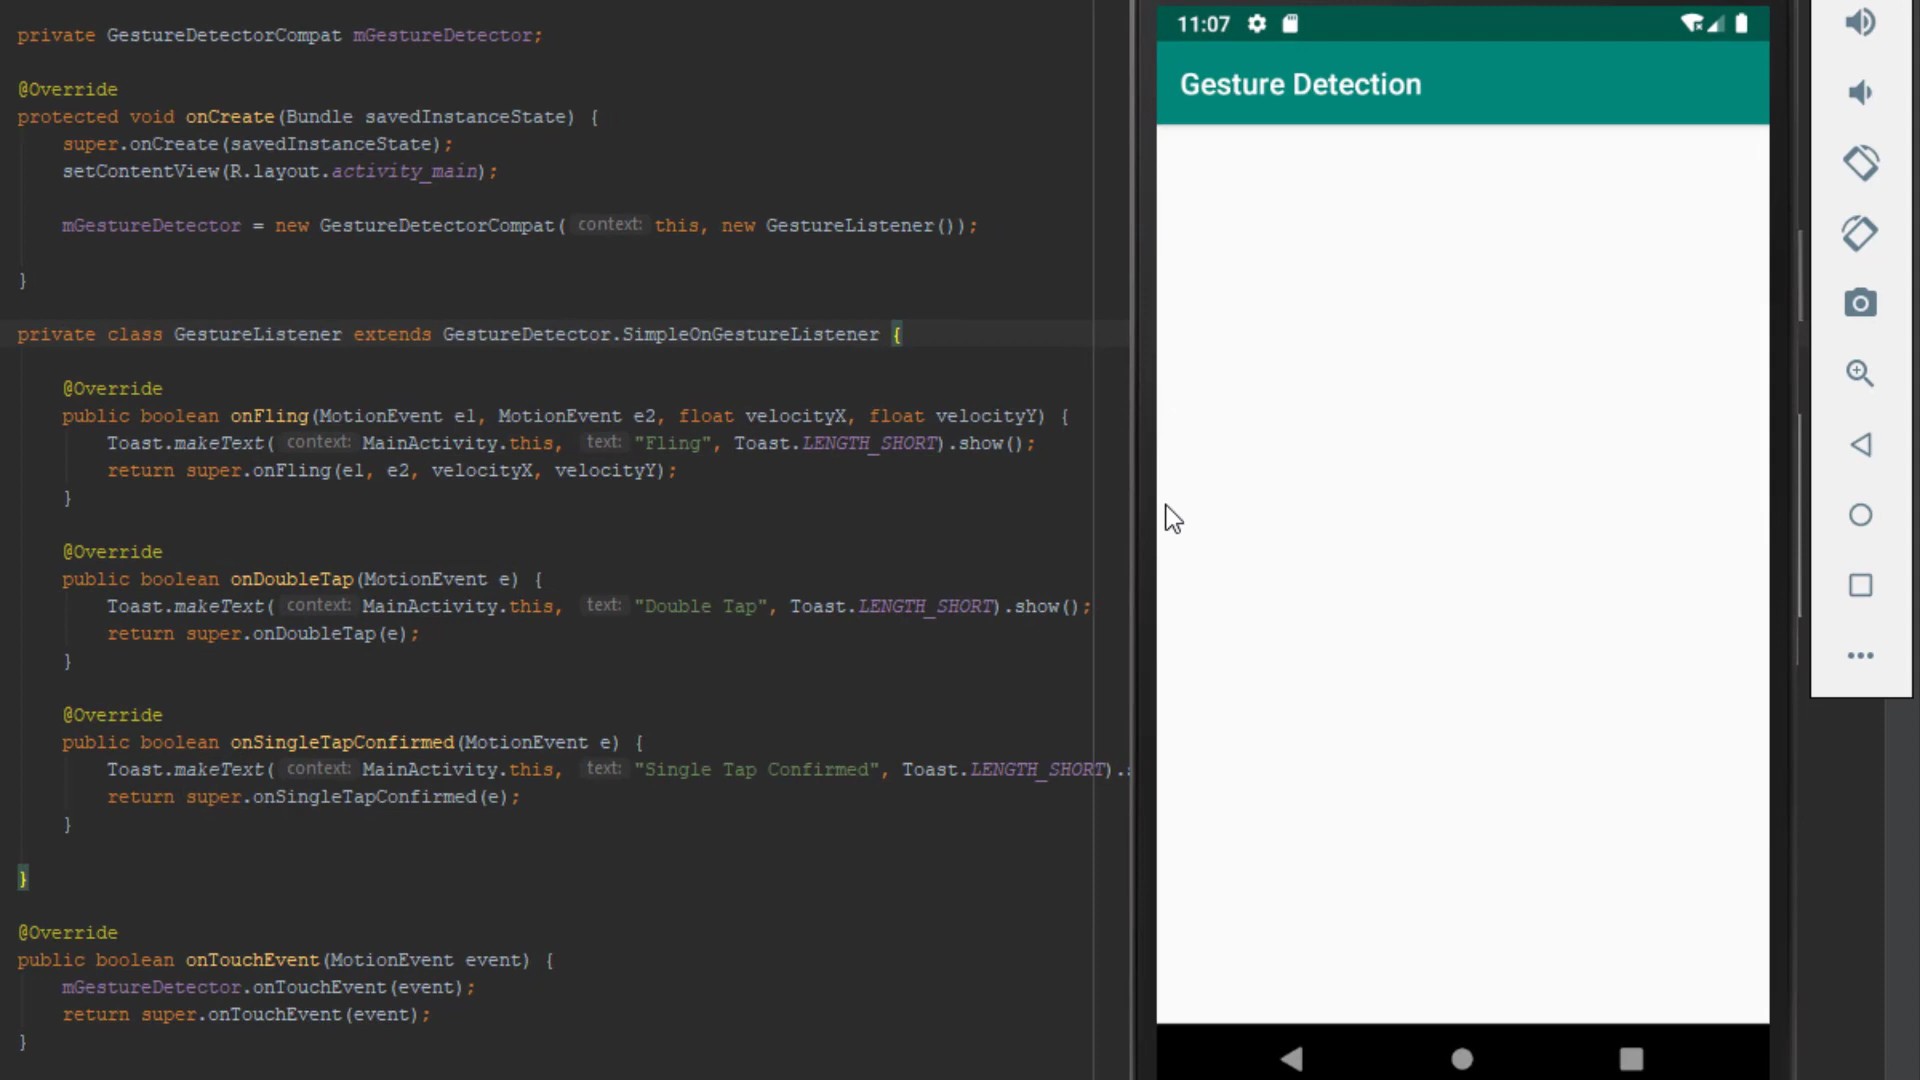 private GestureDetectorCompat mGestureDetector;
@Override
protected void onCreate(Bundle savedInstanceState) {
super.onCreate(savedInstanceState);
setContentView(R.layout.activity_main);
mGestureDetector = new GestureDetectorCompat( context: this, new GestureListener());
}
private class GestureListener extends GestureDetector.SimpleOnGestureListener {
@Override
public boolean onFling(MotionEvent e1, MotionEvent e2, float velocityX, float velocityY) {
Toast.makeText( context: MainActivity.this, text: "Fling", Toast.LENGTH_SHORT).show();
return super.onFling(e1, e2, velocityX, velocityY);
}
@Override
public boolean onDoubleTap(MotionEvent e) {
Toast.makeText( context: MainActivity.this, text: "Double Tap", Toast.LENGTH_SHORT).show();
return super.onDoubleTap(e);
}
@Override
public boolean onSingleTapConfirmed(MotionEvent e) {
Toast.makeText( context: MainActivity.this, text: "Single Tap Confirmed", Toast.LENGTH_SHORT).
return super.onSingleTapConfirmed(e);
}
}
@Override
public boolean onTouchEvent(MotionEvent event) {
mGestureDetector.onTouchEvent(event);
return super.onTouchEvent(event);
}
11:07
Gesture Detection